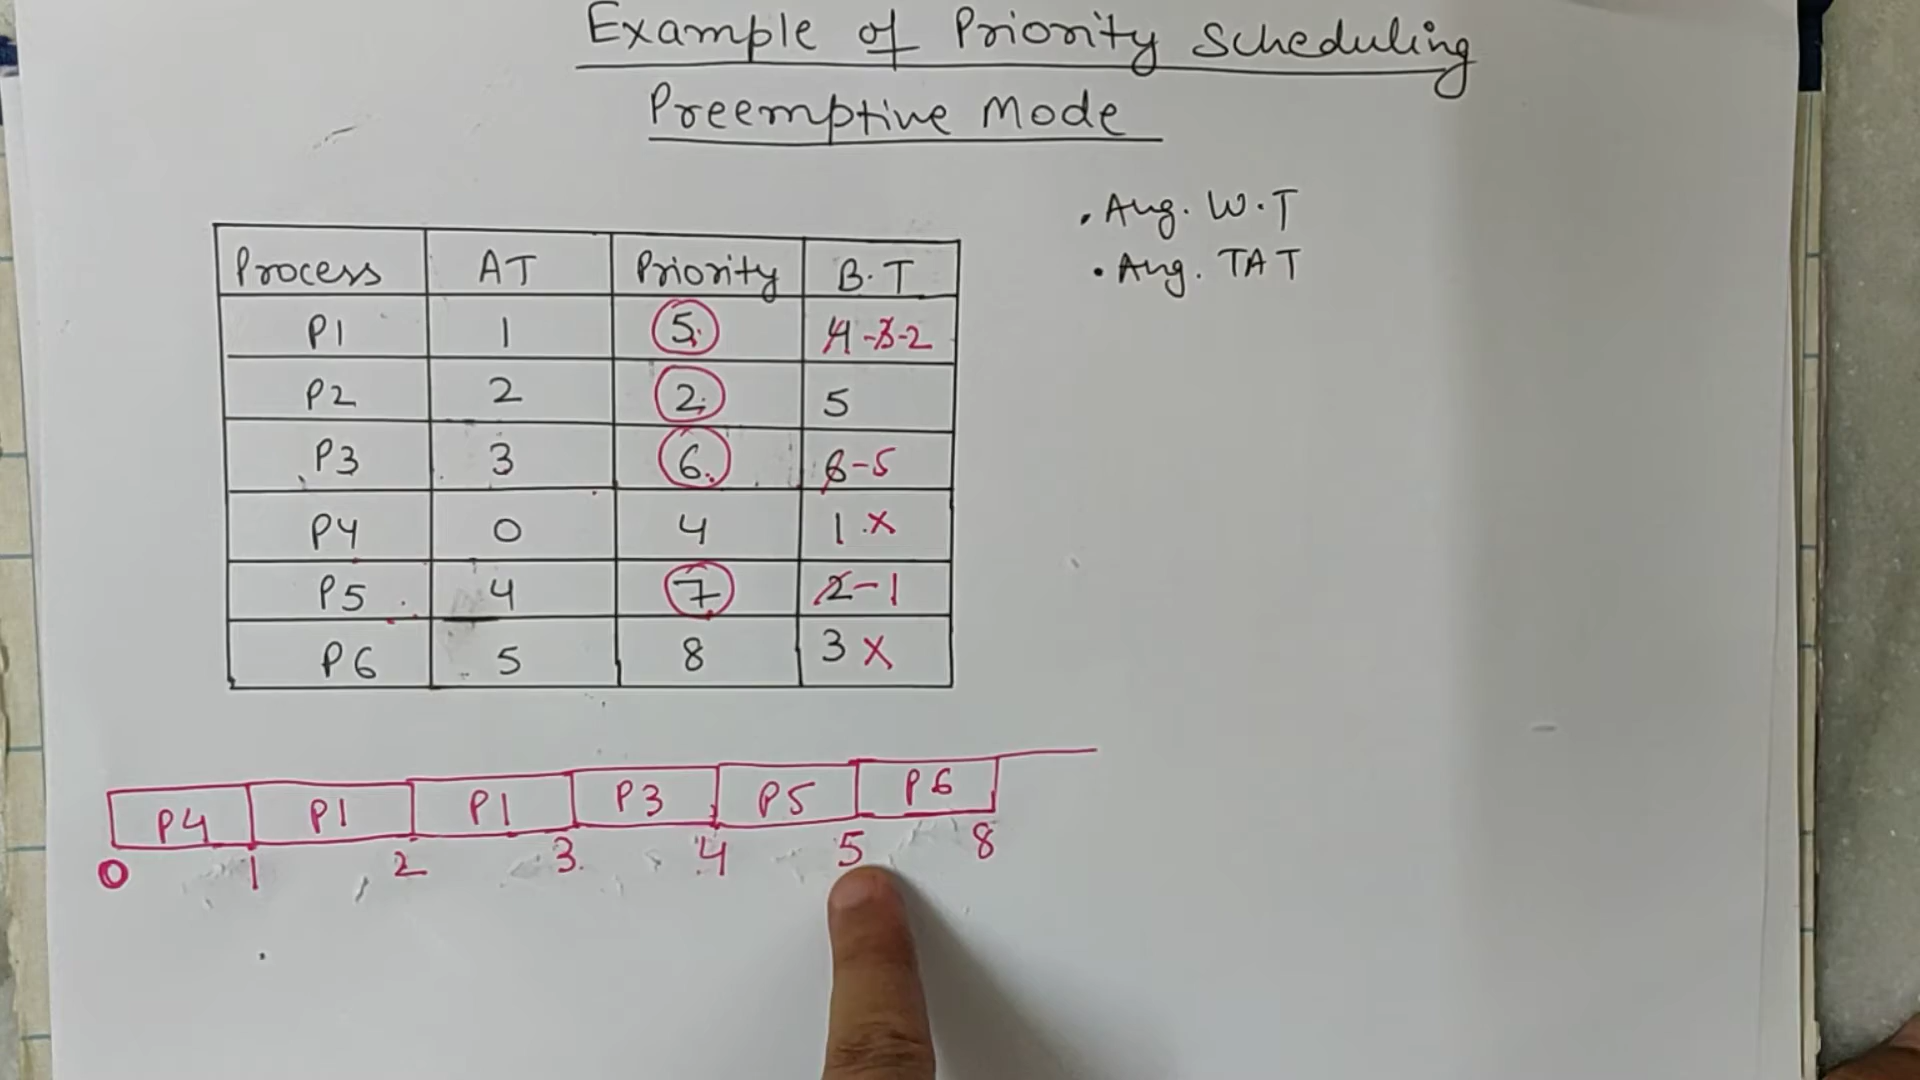 Example of Priority Scheduling
Preemptive Mode
• Avg. W.T
• Avg. TAT
Process AT Priority B.T
P1 1 5 4-3-2
P2 2 2 5
P3 3 6 6-5
P4 0 4 1 x
P5 4 7 2-1
P6 5 8 3 x
P4 P1 P1 P3 P5 P6
0 1 2 3 4 5 8